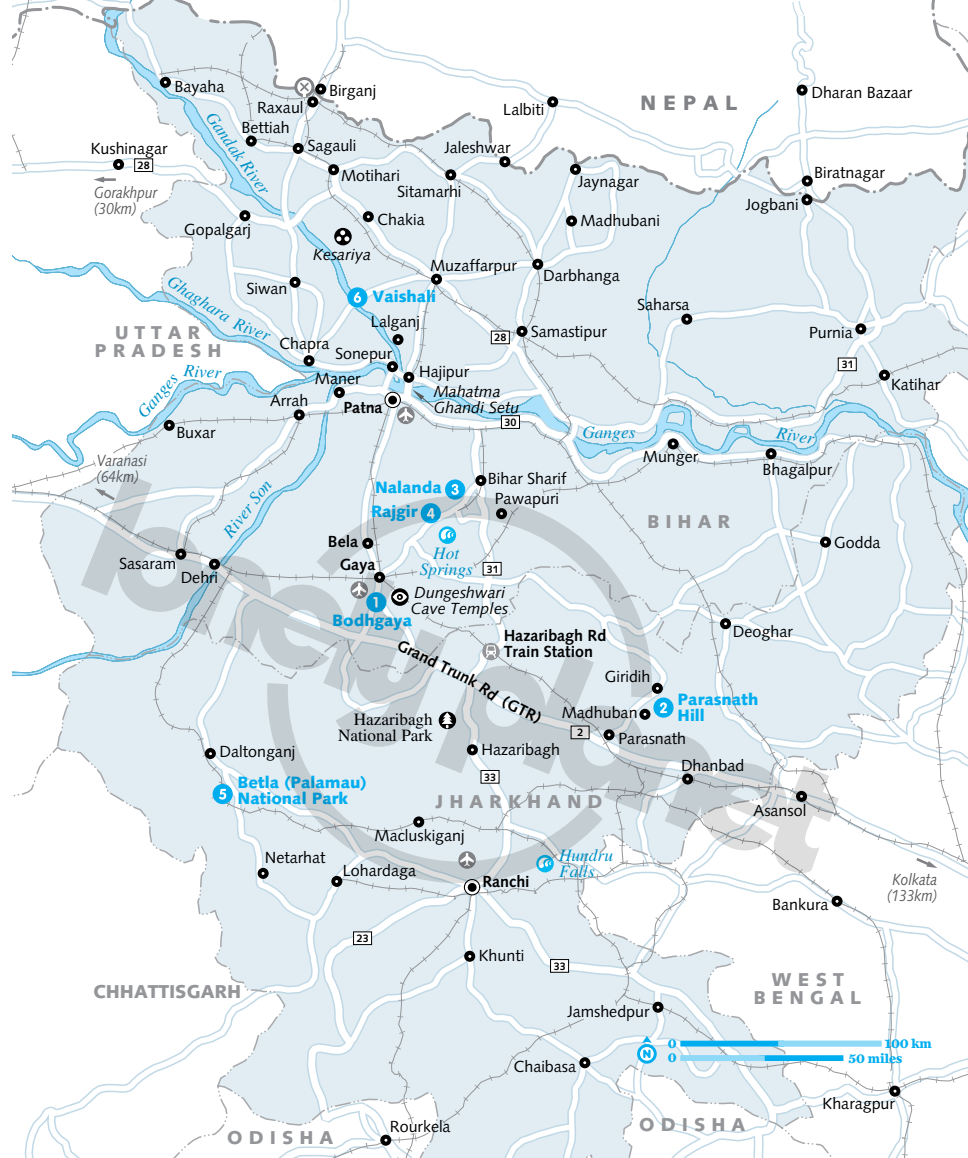 Bayaha
Birganj
Raxaul
Lalbiti
NEPAL
Dharan Bazaar
Bettiah
Gandak River
Sagauli
Kushinagar
28
Jaleshwar
Gorakhpur
(30km)
Motihari
Sitamarhi
Jaynagar
Biratnagar
Jogbani
Gopalgarj
Chakia
Madhubani
Kesariya
Muzaffarpur
Darbhanga
Siwan
6
Vaishali
Ghaghara River
Lalganj
Saharsa
Samastipur
Purnia
UTTAR
PRADESH
28
Chapra
Sonepur
31
Ganges River
Maner
Hajipur
Katihar
Arrah
Patna
Mahatma
Ghandi Setu
30
Buxar
Ganges River
Munger
Bhagalpur
Varanasi
(64km)
Nalanda
3
Bihar Sharif
Rajgir
4
Pawapuri
River Son
BIHAR
Hot
Springs
Bela
Godda
Sasaram
Dehri
Gaya
31
1
Dungeshwari
Cave Temples
Bodhgaya
Deoghar
lonely planet
Hazaribagh Rd
Train Station
Grand Trunk Rd (GTR)
Giridih
Madhuban
2
Parasnath
Hill
Hazaribagh
National Park
2
Parasnath
Daltonganj
Hazaribagh
Dhanbad
33
5
Betla (Palamau)
National Park
JHARKHAND
Asansol
Macluskiganj
Netarhat
Lohardaga
Hundru
Falls
Ranchi
Kolkata
(133km)
Bankura
23
Khunti
33
CHHATTISGARH
WEST
BENGAL
Jamshedpur
N
0
100 km
0
50 miles
Chaibasa
Kharagpur
ODISHA
Rourkela
ODISHA